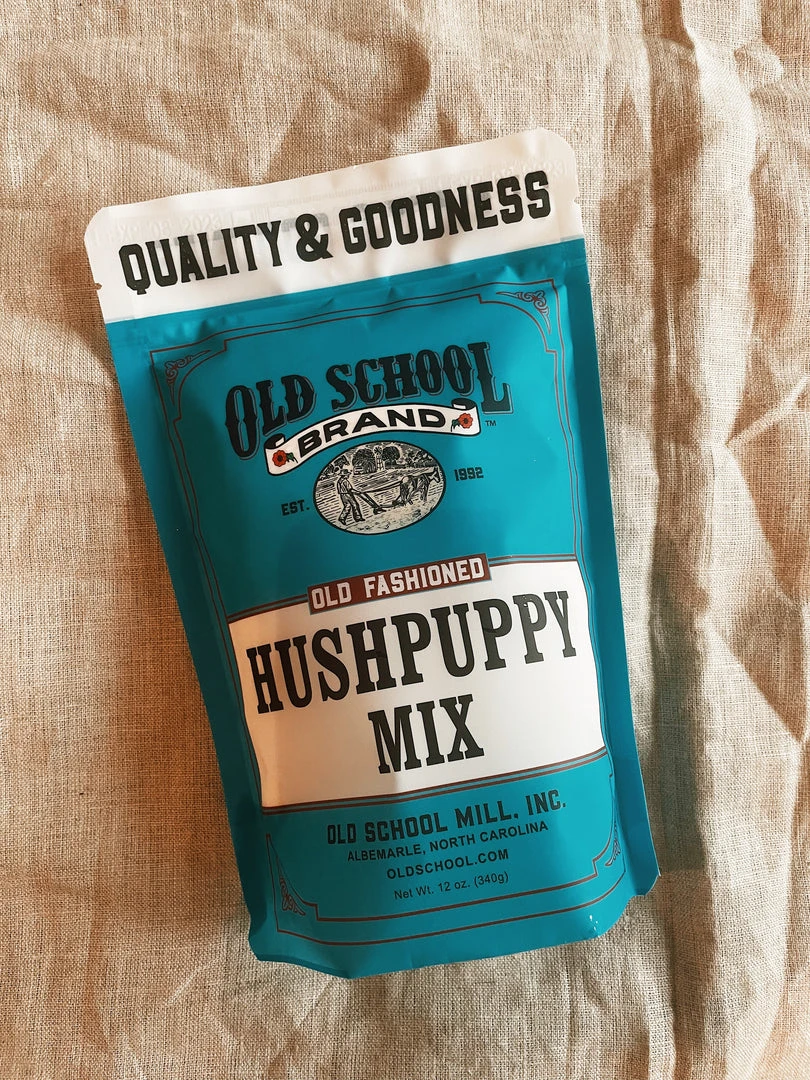 QUALITY & GOODNESS
OLD SCHOOL
BRAND
TM
EST.
1992
OLD FASHIONED
HUSHPUPPY
MIX
OLD SCHOOL MILL, INC.
ALBEMARLE, NORTH CAROLINA
OLDSCHOOL.COM
Net Wt. 12 oz. (340g)